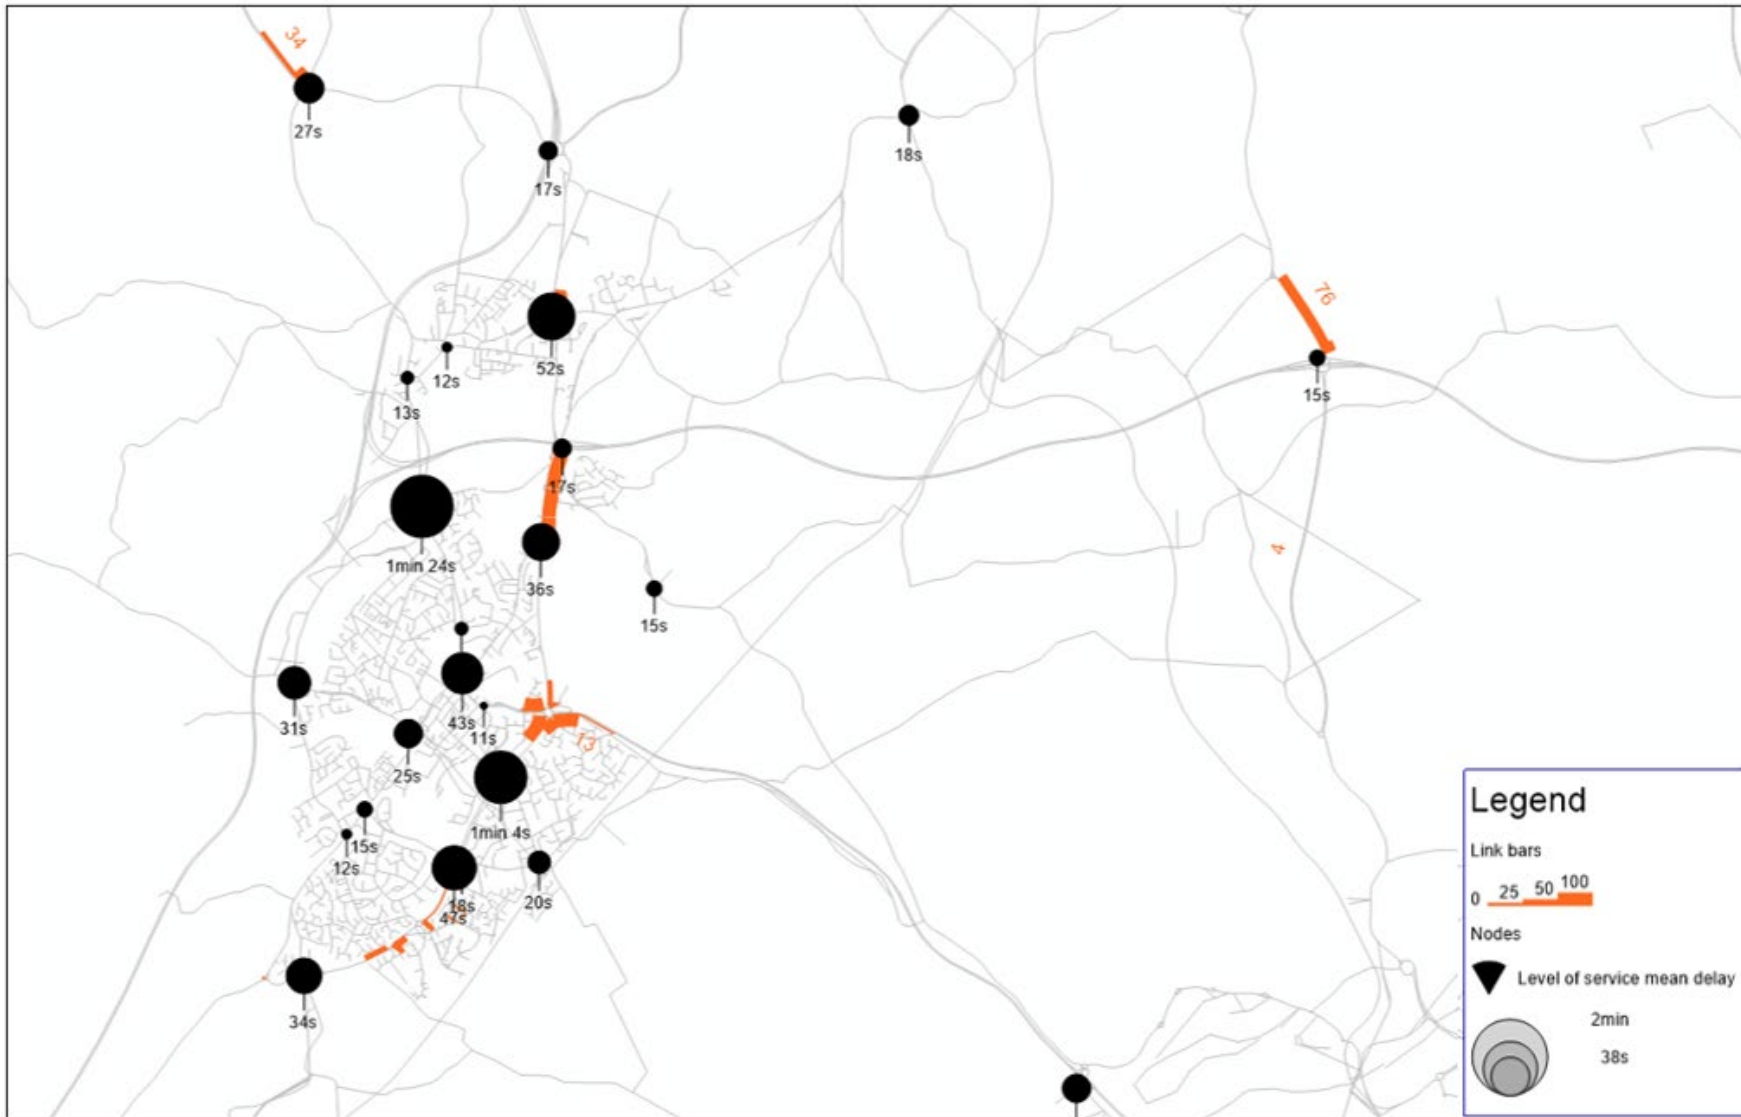 34
27s
17s
18s
76
52s
12s
13s
15s
17s
1min 24s
36s
4
15s
31s
43s
11s
13
25s
1min 4s
15s
12s
18s
47s
20s
34s
Legend
Link bars
0 25 50 100
Nodes
Level of service mean delay
2min
38s